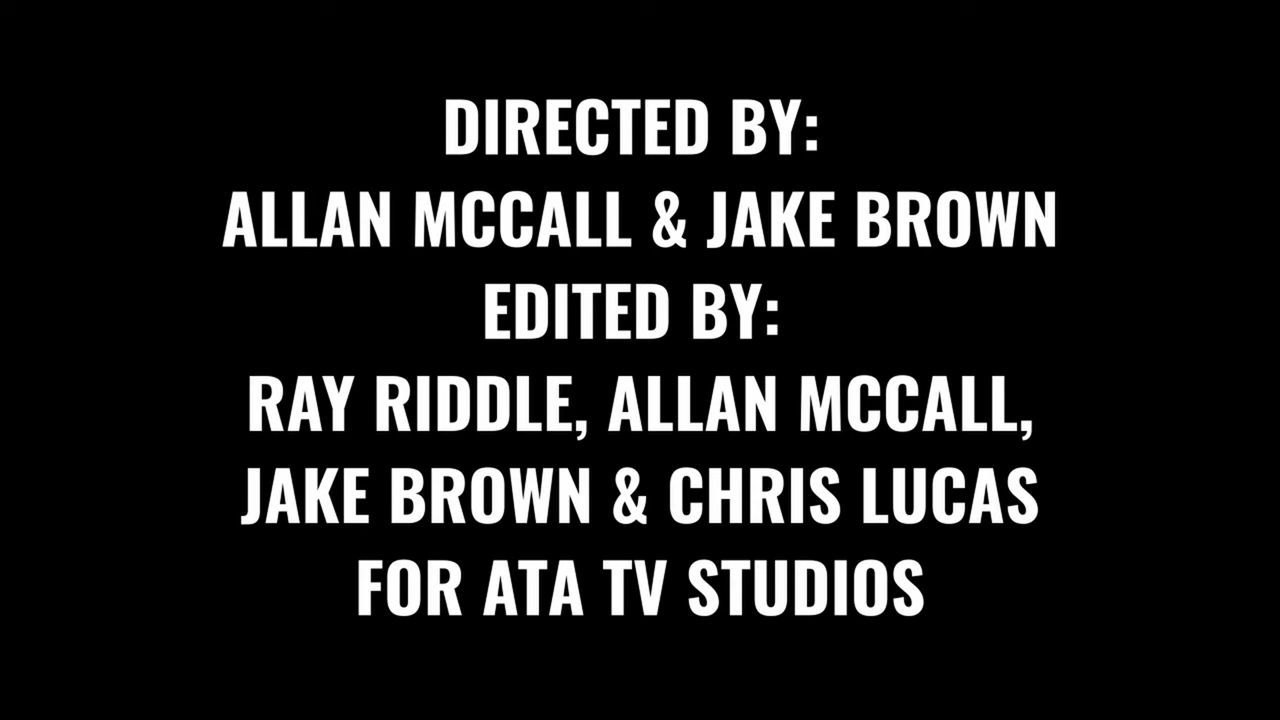 DIRECTED BY:
ALLAN MCCALL & JAKE BROWN
EDITED BY:
RAY RIDDLE, ALLAN MCCALL,
JAKE BROWN & CHRIS LUCAS
FOR ATA TV STUDIOS